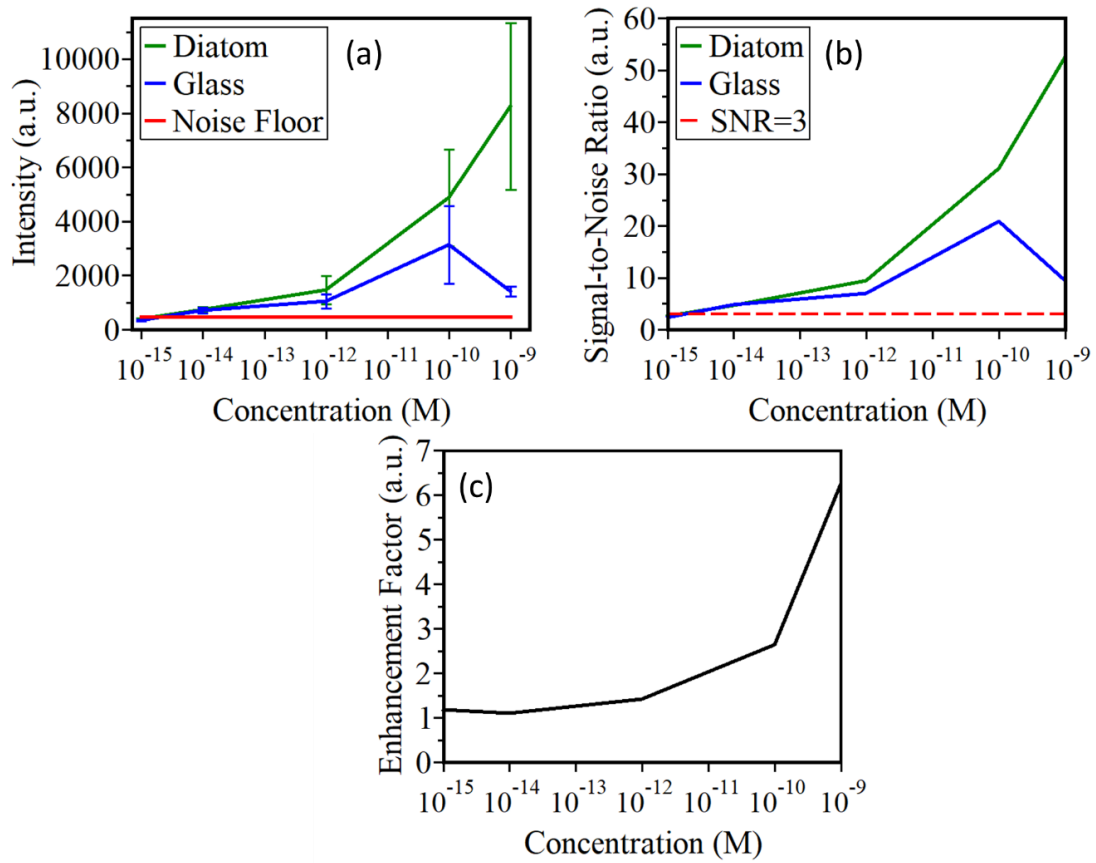 (a)
Diatom
Glass
Noise Floor
Intensity (a.u.)
10000
8000
6000
4000
2000
0
10⁻¹⁵ 10⁻¹⁴ 10⁻¹³ 10⁻¹² 10⁻¹¹ 10⁻¹⁰ 10⁻⁹
Concentration (M)
(b)
Diatom
Glass
SNR=3
Signal-to-Noise Ratio (a.u.)
60
50
40
30
20
10
0
10⁻¹⁵ 10⁻¹⁴ 10⁻¹³ 10⁻¹² 10⁻¹¹ 10⁻¹⁰ 10⁻⁹
Concentration (M)
(c)
Enhancement Factor (a.u.)
7
6
5
4
3
2
1
0
10⁻¹⁵ 10⁻¹⁴ 10⁻¹³ 10⁻¹² 10⁻¹¹ 10⁻¹⁰ 10⁻⁹
Concentration (M)